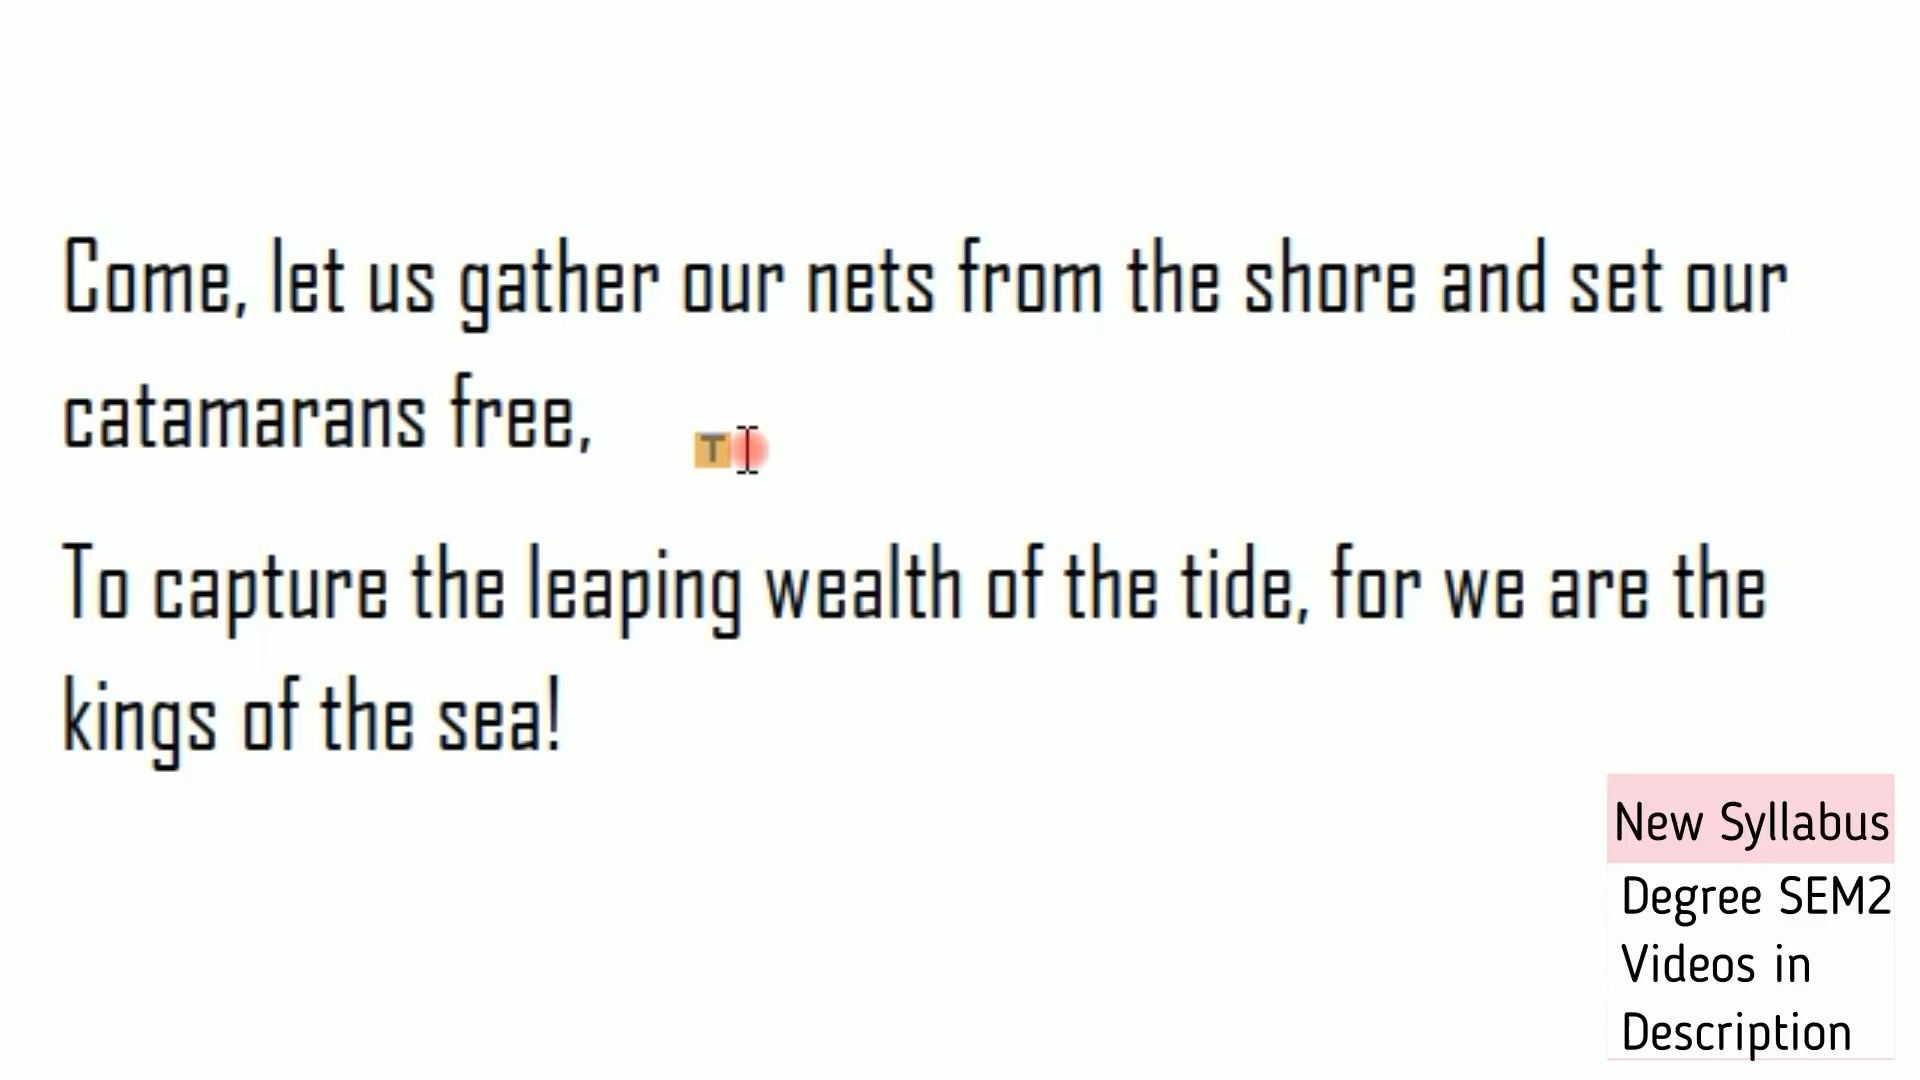 Come, let us gather our nets from the shore and set our
catamarans free,
T
To capture the leaping wealth of the tide, for we are the
kings of the sea!
New Syllabus
Degree SEM2
Videos in
Description